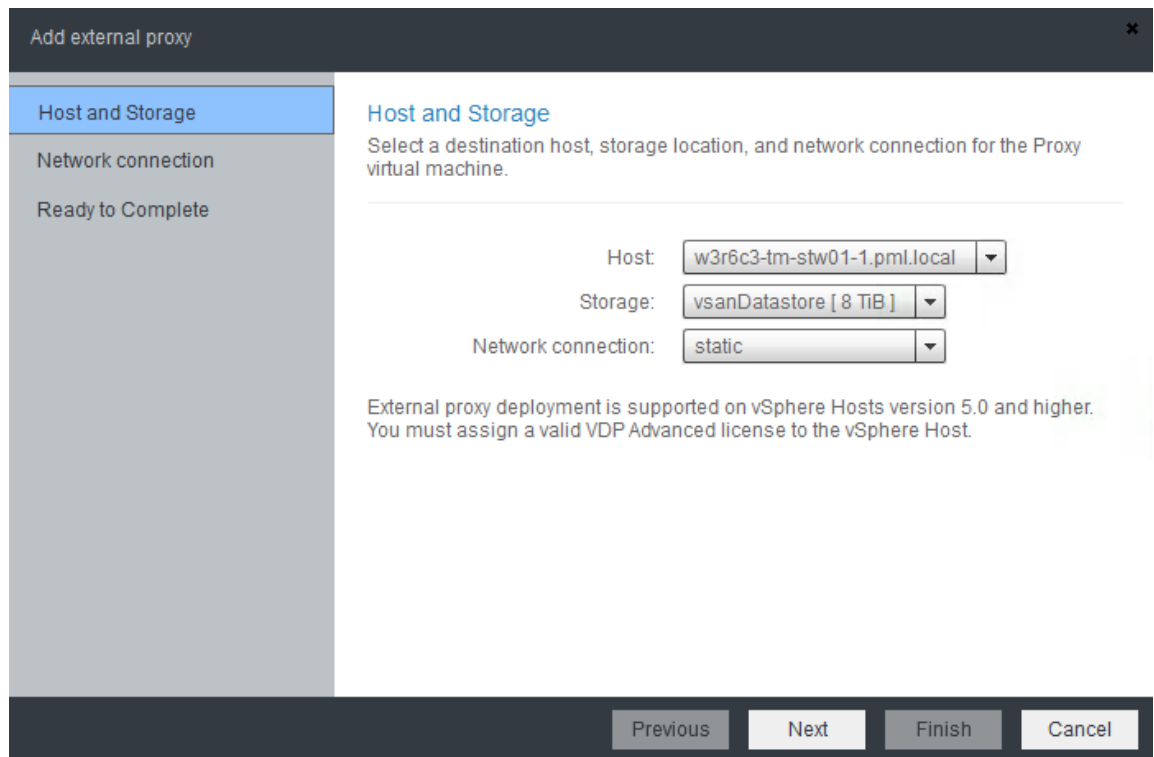 Add external proxy
Host and Storage
Network connection
Ready to Complete
Host and Storage
Select a destination host, storage location, and network connection for the Proxy
virtual machine.
Host: w3r6c3-tm-stw01-1.pml.local
Storage: vsanDatastore [ 8 TiB ]
Network connection: static
External proxy deployment is supported on vSphere Hosts version 5.0 and higher.
You must assign a valid VDP Advanced license to the vSphere Host.
Previous Next Finish Cancel